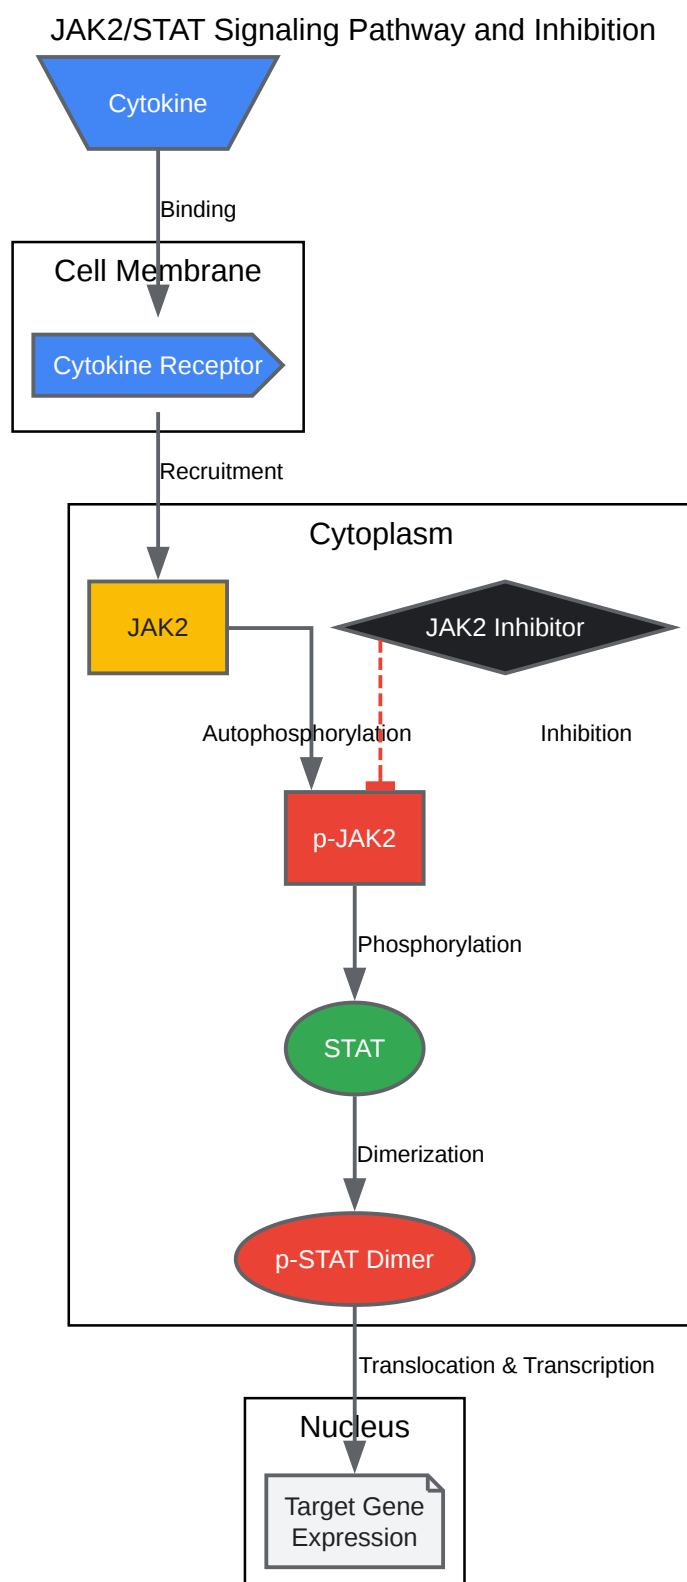 JAK2/STAT Signaling Pathway and Inhibition
Cytokine
Binding
Cell Membrane
Cytokine Receptor
Recruitment
Cytoplasm
JAK2
JAK2 Inhibitor
Autophosphorylation
Inhibition
p-JAK2
Phosphorylation
STAT
Dimerization
p-STAT Dimer
Translocation & Transcription
Nucleus
Target Gene
Expression